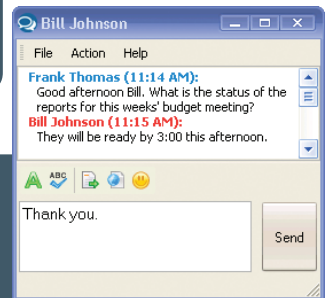 Bill Johnson
File Action Help
Frank Thomas (11:14 AM):
Good afternoon Bill. What is the status of the
reports for this weeks' budget meeting?
Bill Johnson (11:15 AM):
They will be ready by 3:00 this afternoon.
A ABC
Thank you.
Send